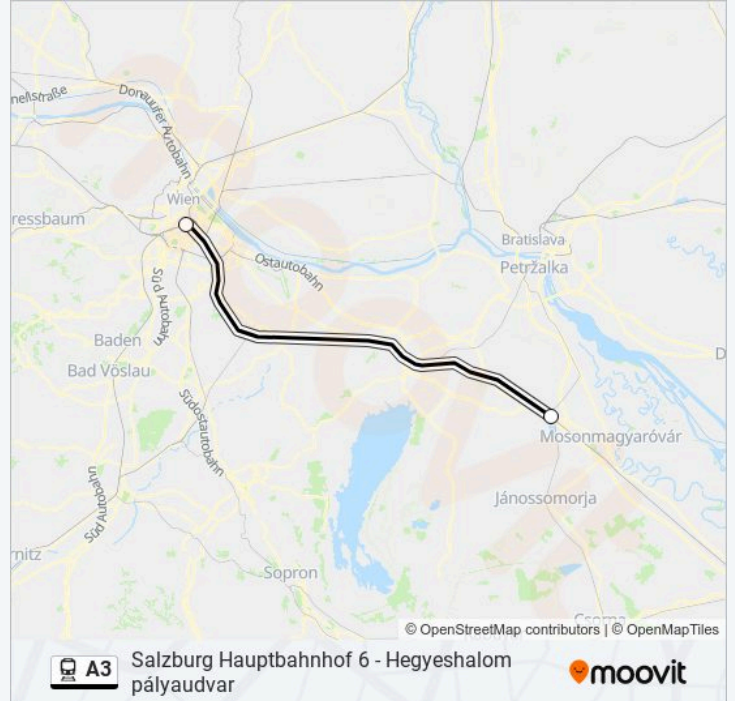 nellstraße
Donauufer Autobahn
Wien
ressbaum
Bratislava
Petržalka
Ostautobahn
Süd Autobahn
Baden
Bad Vöslau
D
Südostautobahn
Mosonmagyaróvár
Süd Autobahn
Jánossomorja
rnitz
Sopron
Csorna
© OpenStreetMap contributors | © OpenMapTiles
A3
Salzburg Hauptbahnhof 6 - Hegyeshalom
pályaudvar
moovit